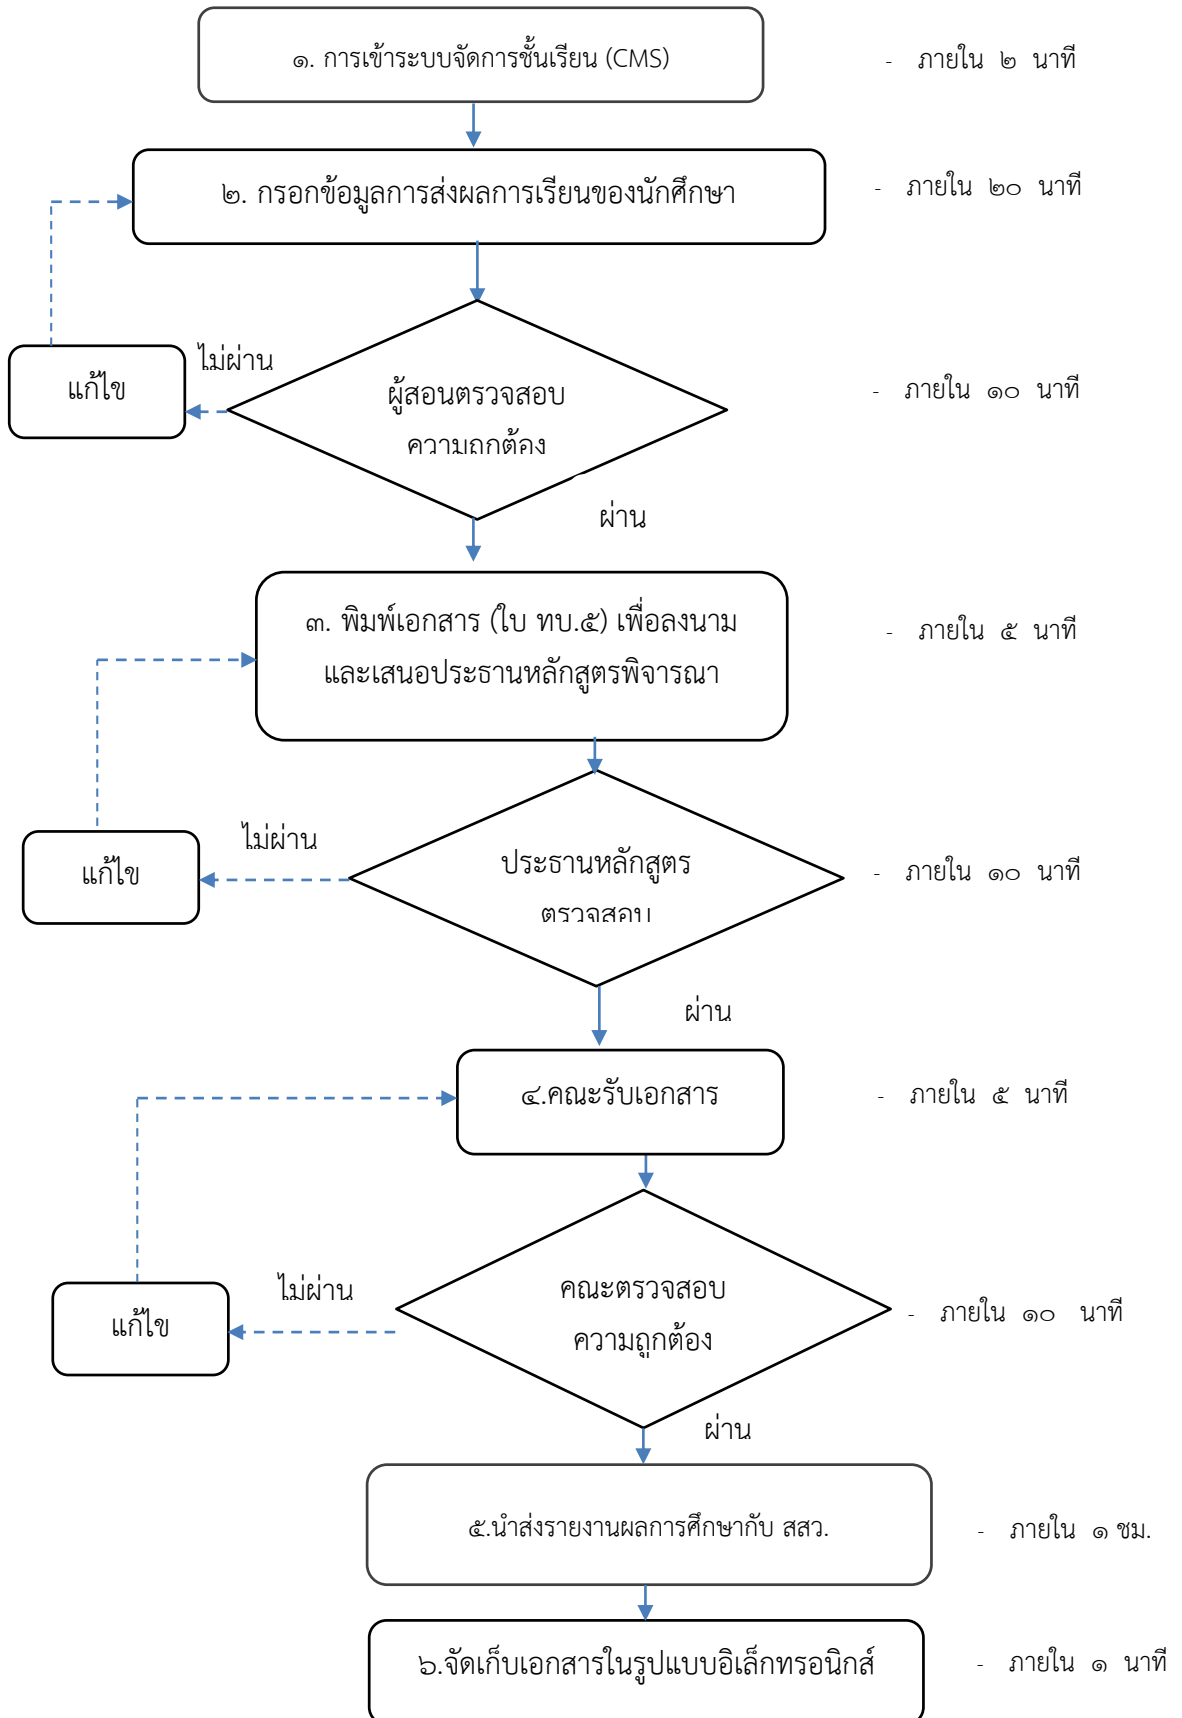 ๑. การเข้าระบบจัดการชั้นเรียน (CMS)
- ภายใน ๒ นาที
๒. กรอกข้อมูลการส่งผลการเรียนของนักศึกษา
- ภายใน ๒๐ นาที
ไม่ผ่าน
แก้ไข
ผู้สอนตรวจสอบ
ความถูกต้อง
- ภายใน ๑๐ นาที
ผ่าน
๓. พิมพ์เอกสาร (ใบ ทบ.๕) เพื่อลงนาม
และเสนอประธานหลักสูตรพิจารณา
- ภายใน ๕ นาที
ไม่ผ่าน
แก้ไข
ประธานหลักสูตร
ตรวจสอบ
- ภายใน ๑๐ นาที
ผ่าน
๔.คณะรับเอกสาร
- ภายใน ๕ นาที
ไม่ผ่าน
แก้ไข
คณะตรวจสอบ
ความถูกต้อง
- ภายใน ๑๐ นาที
ผ่าน
๕.นำส่งรายงานผลการศึกษากับ สสว.
- ภายใน ๑ ชม.
๖.จัดเก็บเอกสารในรูปแบบอิเล็กทรอนิกส์
- ภายใน ๑ นาที